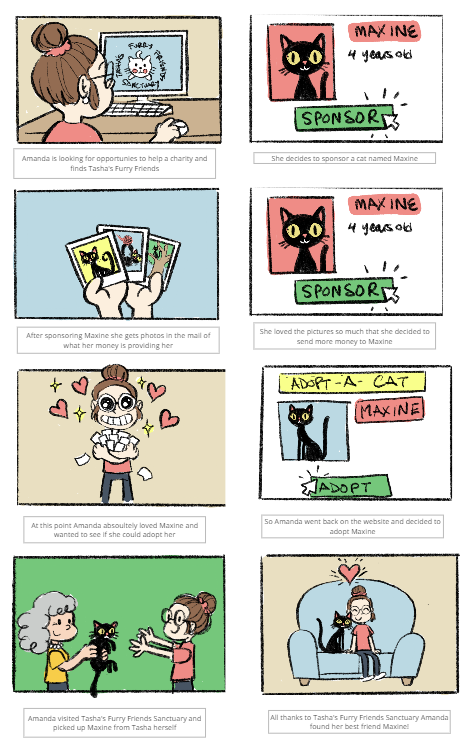 TASHA'S FURRY FRIENDS
SANCTUARY
MAXINE
4 years old
SPONSOR
Amanda is looking for opportunies to help a charity and
finds Tasha's Furry Friends
She decides to sponsor a cat named Maxine
MAXINE
4 years old
SPONSOR
After sponsoring Maxine she gets photos in the mail of
what her money is providing her
She loved the pictures so much that she decided to
send more money to Maxine
ADOPT-A-CAT
MAXINE
ADOPT
At this point Amanda absoultely loved Maxine and
wanted to see if she could adopt her
So Amanda went back on the website and decided to
adopt Maxine
Amanda visited Tasha's Furry Friends Sanctuary and
picked up Maxine from Tasha herself
All thanks to Tasha's Furry Friends Sanctuary Amanda
found her best friend Maxine!